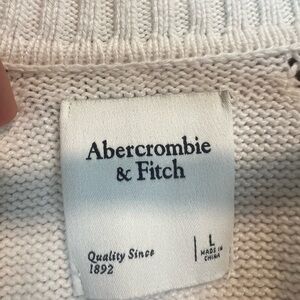 Abercrombie
& Fitch
Quality Since
1892
L
MADE IN
CHINA